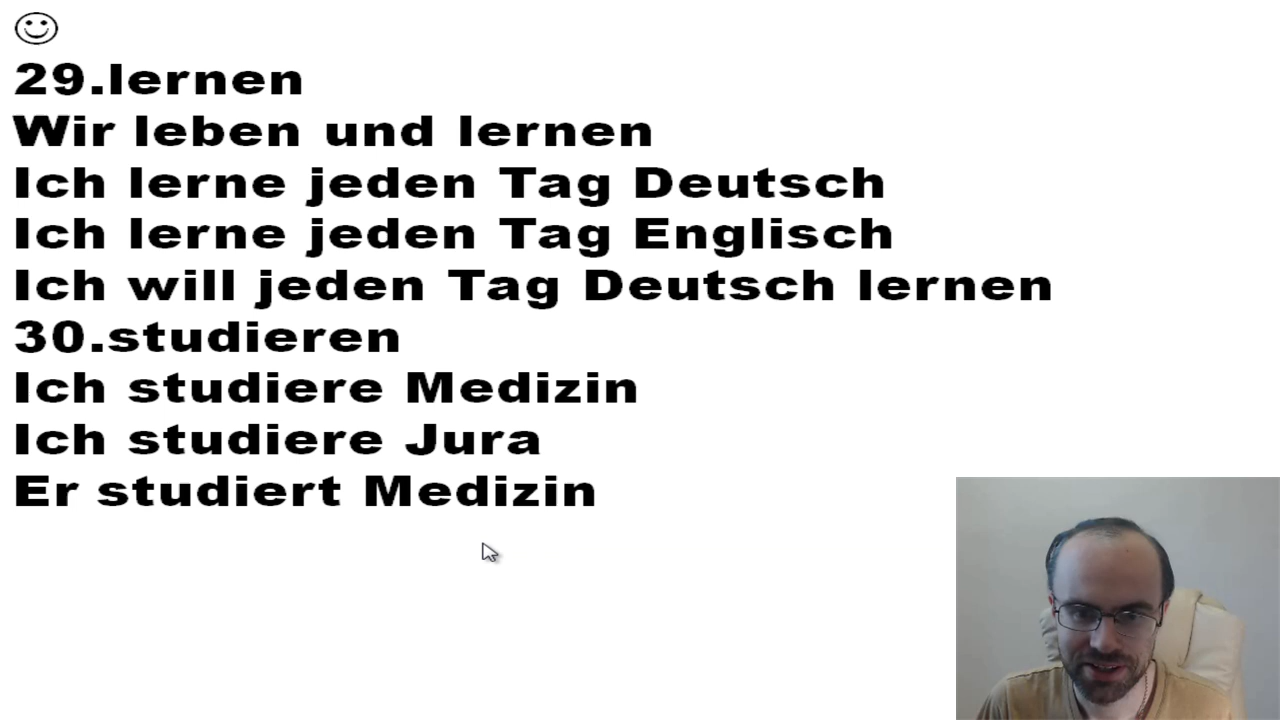 29.lernen
Wir leben und lernen
Ich lerne jeden Tag Deutsch
Ich lerne jeden Tag Englisch
Ich will jeden Tag Deutsch lernen
30.studieren
Ich studiere Medizin
Ich studiere Jura
Er studiert Medizin